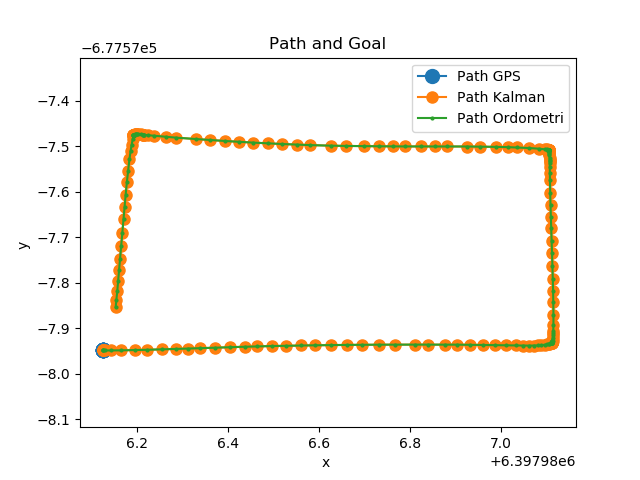 Path and Goal
−6.7757e5
Path GPS
Path Kalman
Path Ordometri
−7.4
−7.5
−7.6
−7.7
−7.8
−7.9
−8.0
−8.1
y
6.2 6.4 6.6 6.8 7.0
x
+6.39798e6